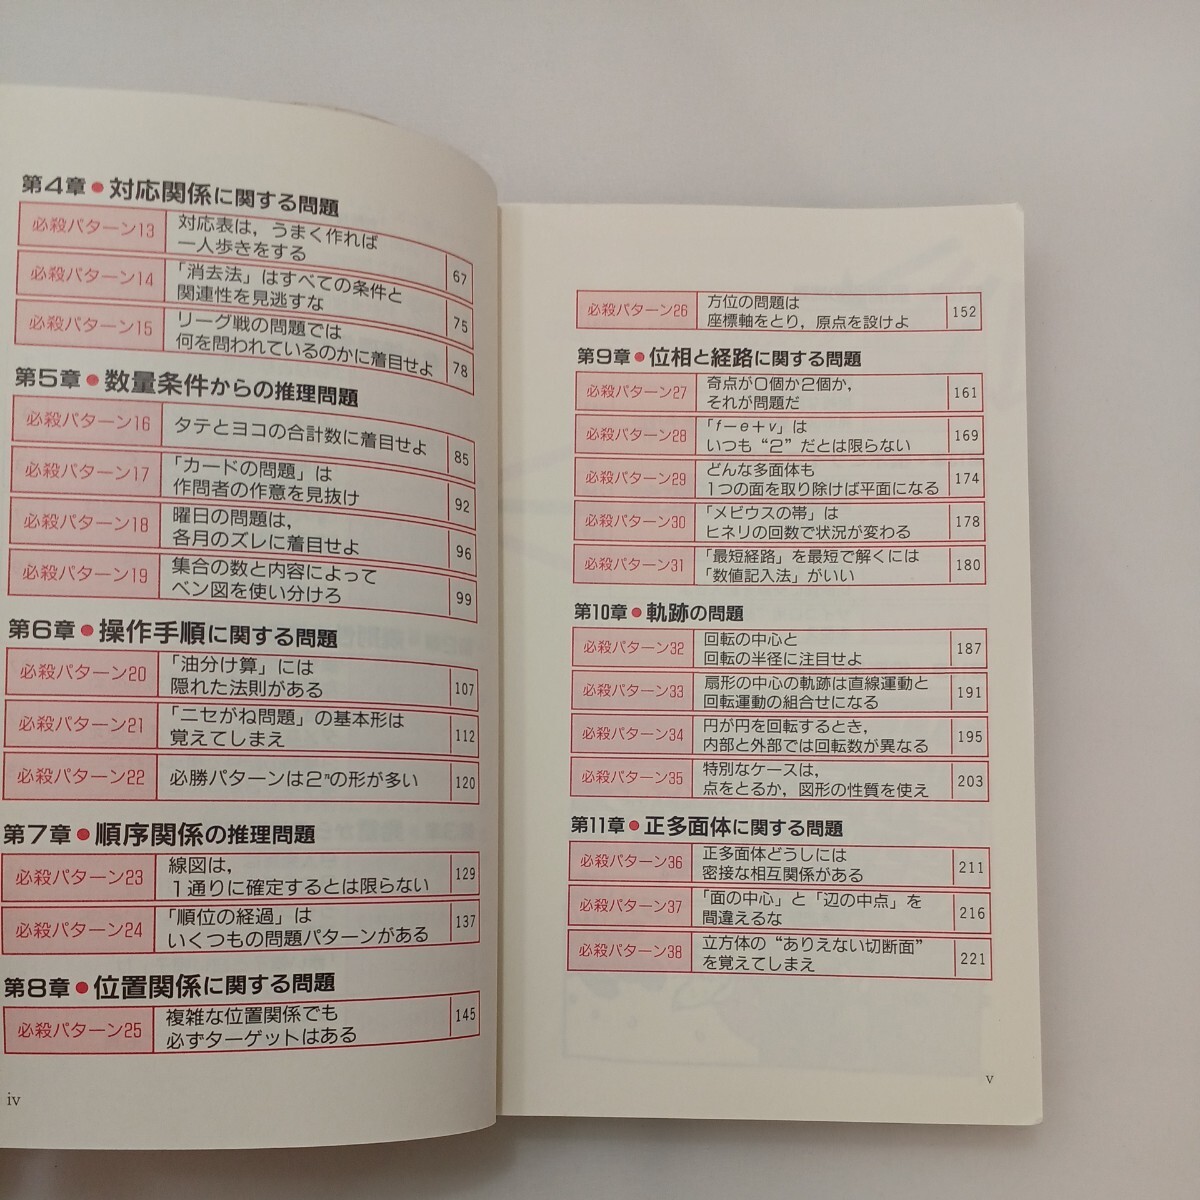 第4章●対応関係に関する問題
必殺パターン13 対応表は，うまく作れば
一人歩きをする 67
必殺パターン14 「消去法」はすべての条件と
関連性を見逃すな 75
必殺パターン15 リーグ戦の問題では
何を問われているのかに着目せよ 78
第5章●数量条件からの推理問題
必殺パターン16 タテとヨコの合計数に着目せよ 85
必殺パターン17 「カードの問題」は
作問者の作意を見抜け 92
必殺パターン18 曜日の問題は，
各月のズレに着目せよ 96
必殺パターン19 集合の数と内容によって
ベン図を使い分けろ 99
第6章●操作手順に関する問題
必殺パターン20 「油分け算」には
隠れた法則がある 107
必殺パターン21 「ニセがね問題」の基本形は
覚えてしまえ 112
必殺パターン22 必勝パターンは2ⁿの形が多い 120
第7章●順序関係の推理問題
必殺パターン23 線図は，
1通りに確定するとは限らない 129
必殺パターン24 「順位の経過」は
いくつもの問題パターンがある 137
第8章●位置関係に関する問題
必殺パターン25 複雑な位置関係でも
必ずターゲットはある 145
iv
必殺パターン26 方位の問題は
座標軸をとり，原点を設けよ 152
第9章●位相と経路に関する問題
必殺パターン27 奇点が0個か2個か，
それが問題だ 161
必殺パターン28 「f－e＋v」は
いつも“2”だとは限らない 169
必殺パターン29 どんな多面体も
1つの面を取り除けば平面になる 174
必殺パターン30 「メビウスの帯」は
ヒネリの回数で状況が変わる 178
必殺パターン31 「最短経路」を最短で解くには
「数値記入法」がいい 180
第10章●軌跡の問題
必殺パターン32 回転の中心と
回転の半径に注目せよ 187
必殺パターン33 扇形の中心の軌跡は直線運動と
回転運動の組合せになる 191
必殺パターン34 円が円を回転するとき，
内部と外部では回転数が異なる 195
必殺パターン35 特別なケースは，
点をとるか，図形の性質を使え 203
第11章●正多面体に関する問題
必殺パターン36 正多面体どうしには
密接な相互関係がある 211
必殺パターン37 「面の中心」と「辺の中点」を
間違えるな 216
必殺パターン38 立方体の“ありえない切断面”
を覚えてしまえ 221
v